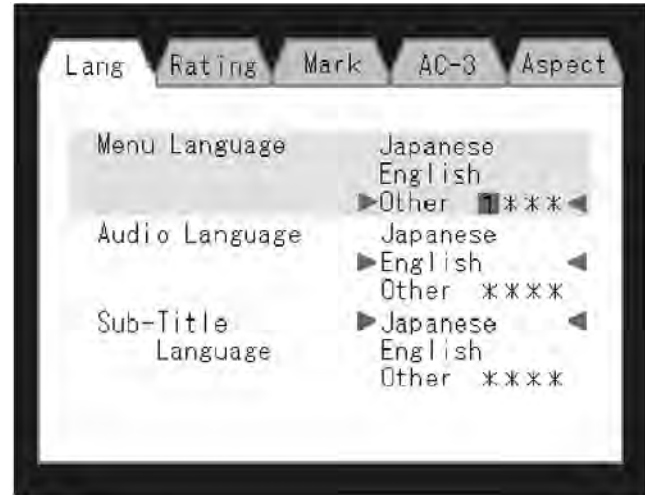 Lang Rating Mark AC-3 Aspect
Menu Language Japanese
English
▶Other 1***◀
Audio Language Japanese
▶English ◀
Other ****
Sub-Title ▶Japanese ◀
Language English
Other ****